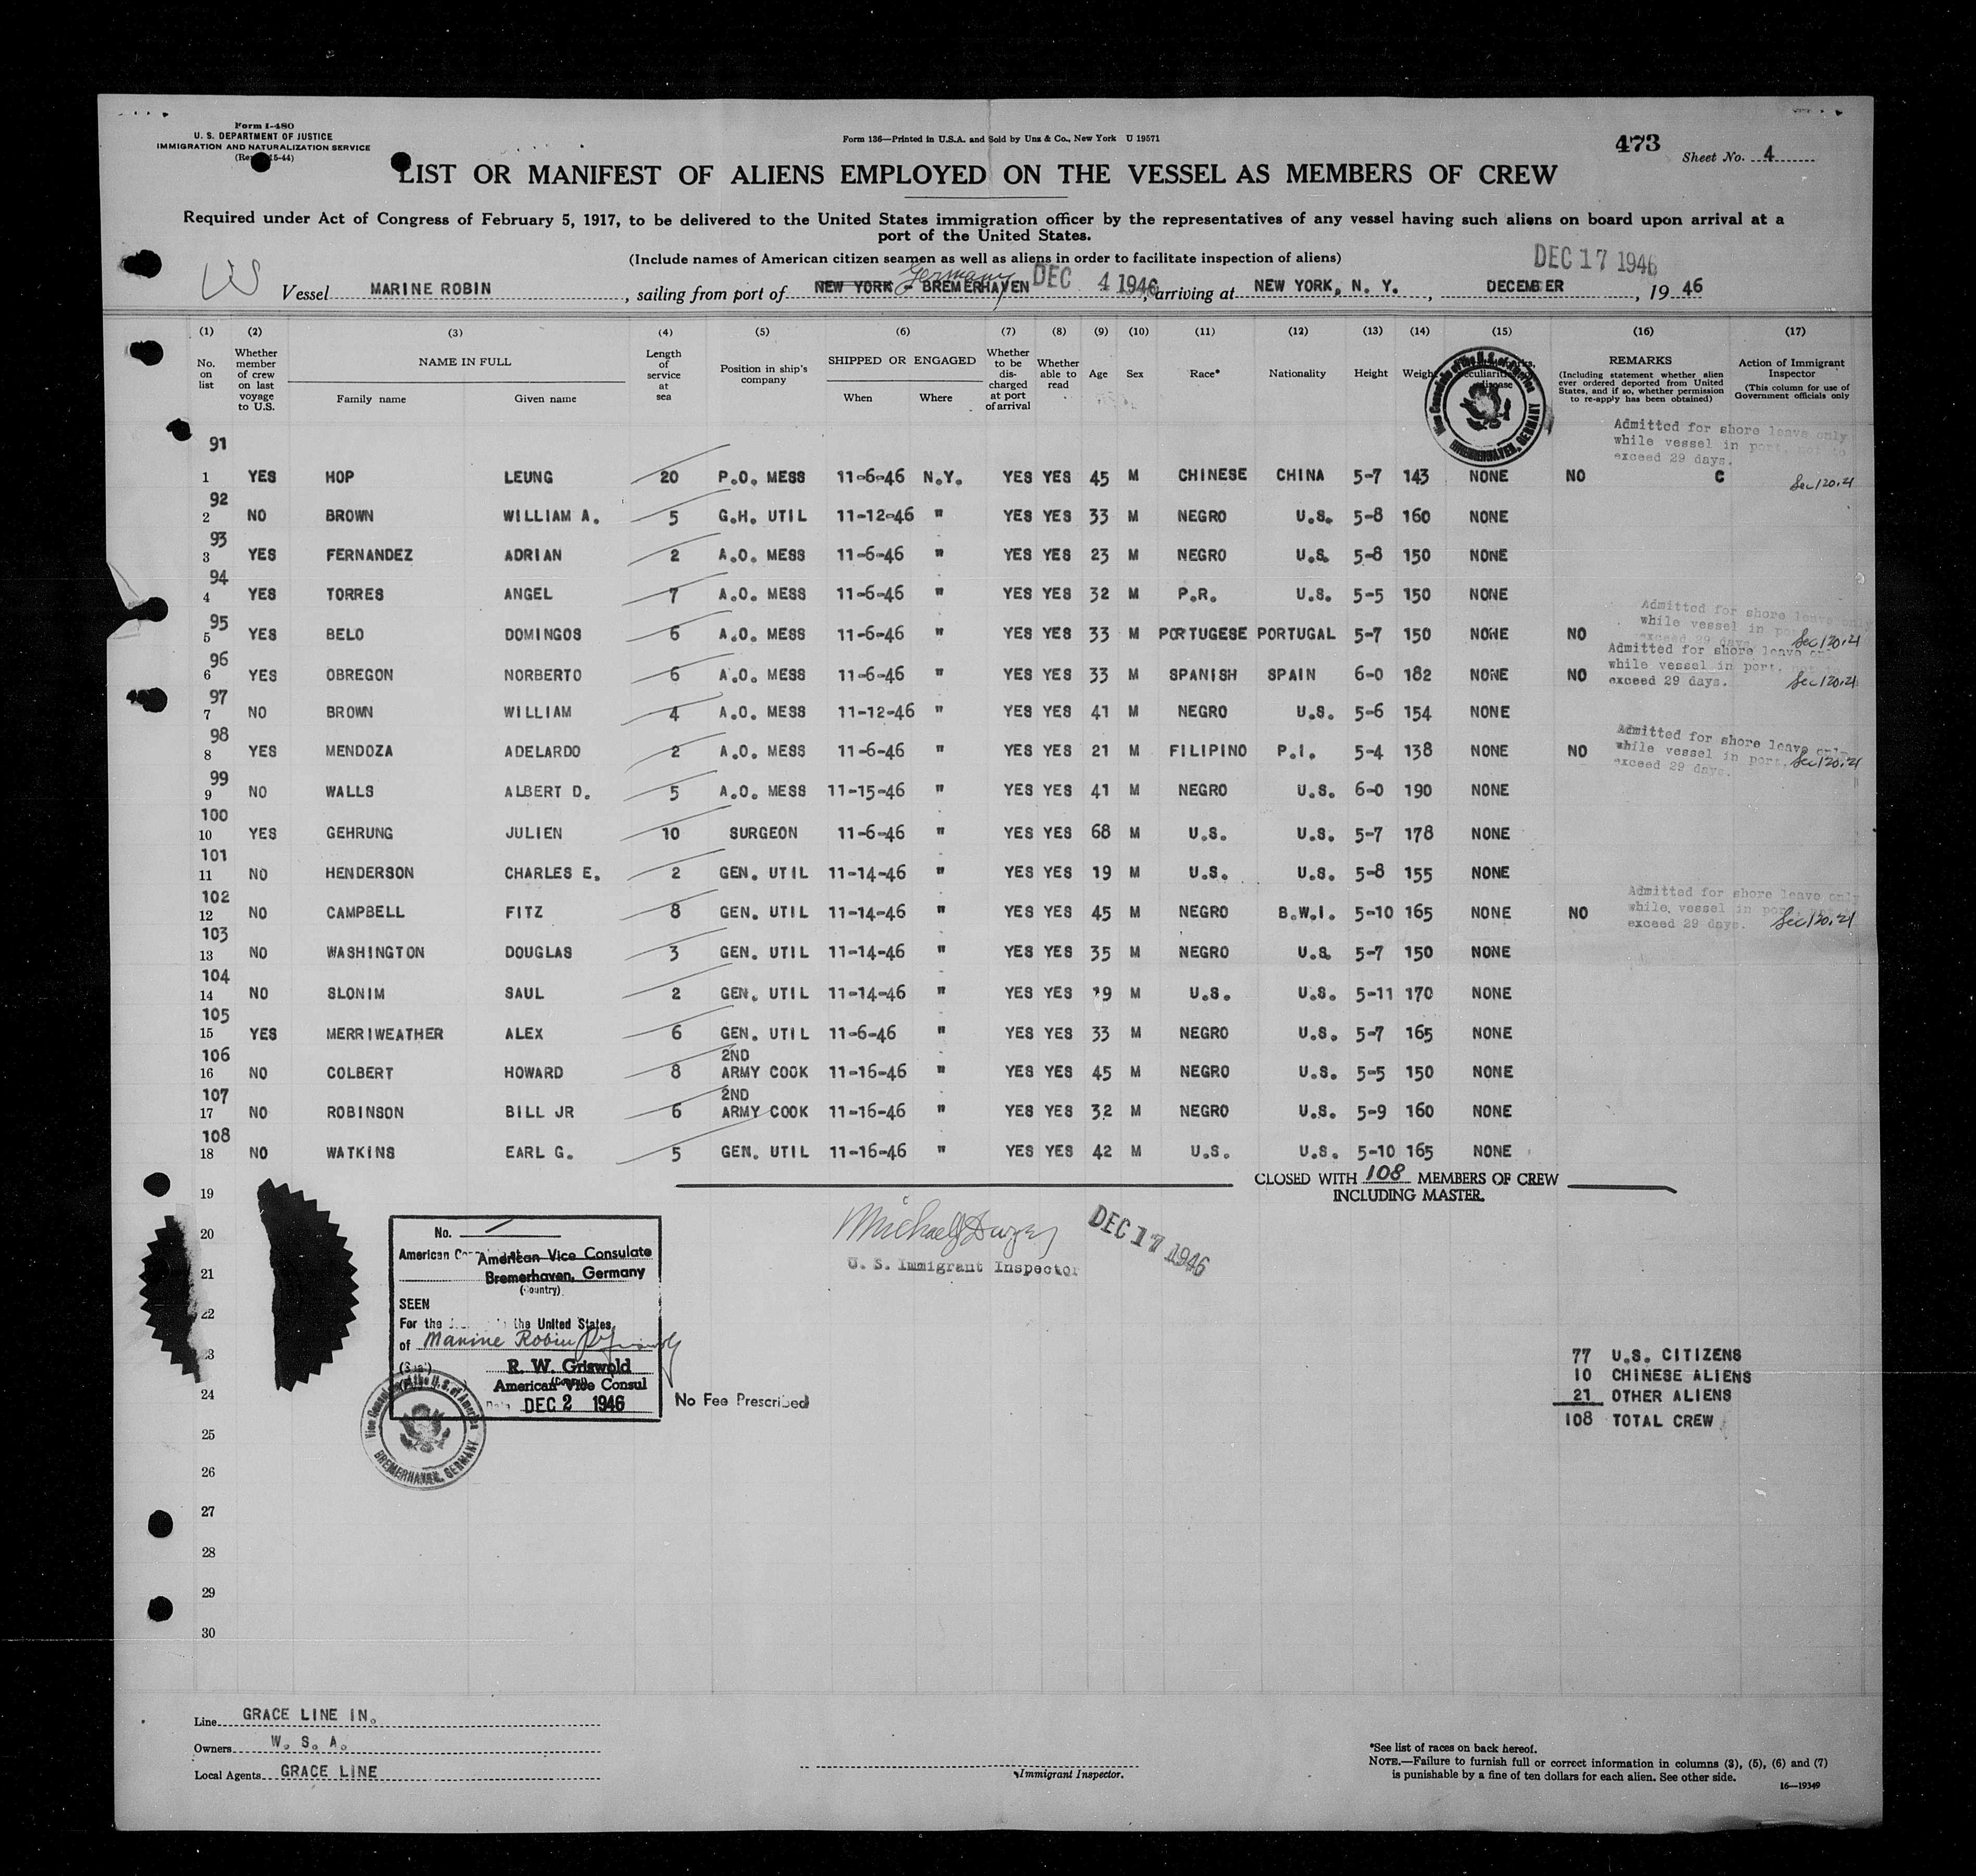 Form I-480
U. S. DEPARTMENT OF JUSTICE
IMMIGRATION AND NATURALIZATION SERVICE
Form 136—Printed in U.S.A. and Sold by Unz & Co., New York U 19571
473
Sheet No. 4
LIST OR MANIFEST OF ALIENS EMPLOYED ON THE VESSEL AS MEMBERS OF CREW
Required under Act of Congress of February 5, 1917, to be delivered to the United States immigration officer by the representatives of any vessel having such aliens on board upon arrival at a
port of the United States.
(Include names of American citizen seamen as well as aliens in order to facilitate inspection of aliens)
DEC 17 1946
Germany
Vessel MARINE ROBIN, sailing from port of NEW YORK - BREMERHAVEN DEC 4 1946, arriving at NEW YORK, N. Y., DECEMBER, 19 46
(1) (2) (3) (4) (5) (6) (7) (8) (9) (10) (11) (12) (13) (14) (15) (16) (17)
No. on list
Whether member of crew on last voyage to U.S.
NAME IN FULL
Family name Given name
Length of service at sea
Position in ship's company
SHIPPED OR ENGAGED
When Where
Whether to be discharged at port of arrival
Whether able to read
Age
Sex
Race*
Nationality
Height
Weight
REMARKS
(Including statement whether alien ever ordered deported from United States, and if so, whether permission to re-apply has been obtained)
Action of Immigrant Inspector
(This column for use of Government officials only
Vice Consulate of the U.S. of America
BREMERHAVEN, GERMANY
91
Admitted for shore leave only
while vessel in port, not to
exceed 29 days.
1 YES HOP LEUNG 20 P.O. MESS 11-6-46 N.Y. YES YES 45 M CHINESE CHINA 5-7 143 NONE NO C Sec 120.21
92
2 NO BROWN WILLIAM A. 5 G.H. UTIL 11-12-46 " YES YES 33 M NEGRO U.S. 5-8 160 NONE
93
3 YES FERNANDEZ ADRIAN 2 A.O. MESS 11-6-46 " YES YES 23 M NEGRO U.S. 5-8 150 NONE
94
4 YES TORRES ANGEL 7 A.O. MESS 11-6-46 " YES YES 32 M P.R. U.S. 5-5 150 NONE
95
Admitted for shore leave only
while vessel in port
exceed 29 days
5 YES BELO DOMINGOS 6 A.O. MESS 11-6-46 " YES YES 33 M PORTUGESE PORTUGAL 5-7 150 NONE NO Sec 120.21
96
Admitted for shore leave only
while vessel in port, not to
exceed 29 days.
6 YES OBREGON NORBERTO 6 A.O. MESS 11-6-46 " YES YES 33 M SPANISH SPAIN 6-0 182 NONE NO Sec 120.21
97
7 NO BROWN WILLIAM 4 A.O. MESS 11-12-46 " YES YES 41 M NEGRO U.S. 5-6 154 NONE
98
Admitted for shore leave only
while vessel in port
exceed 29 days.
8 YES MENDOZA ADELARDO 2 A.O. MESS 11-6-46 " YES YES 21 M FILIPINO P.I. 5-4 138 NONE NO Sec 120.21
99
9 NO WALLS ALBERT D. 5 A.O. MESS 11-15-46 " YES YES 41 M NEGRO U.S. 6-0 190 NONE
100
10 YES GEHRUNG JULIEN 10 SURGEON 11-6-46 " YES YES 68 M U.S. U.S. 5-7 178 NONE
101
11 NO HENDERSON CHARLES E. 2 GEN. UTIL 11-14-46 " YES YES 19 M U.S. U.S. 5-8 155 NONE
102
Admitted for shore leave only
while vessel in port
exceed 29 days.
12 NO CAMPBELL FITZ 8 GEN. UTIL 11-14-46 " YES YES 45 M NEGRO B.W.I. 5-10 165 NONE NO Sec 120.21
103
13 NO WASHINGTON DOUGLAS 3 GEN. UTIL 11-14-46 " YES YES 35 M NEGRO U.S. 5-7 150 NONE
104
14 NO SLONIM SAUL 2 GEN. UTIL 11-14-46 " YES YES 19 M U.S. U.S. 5-11 170 NONE
105
15 YES MERRIWEATHER ALEX 6 GEN. UTIL 11-6-46 " YES YES 33 M NEGRO U.S. 5-7 165 NONE
106 2ND
16 NO COLBERT HOWARD 8 ARMY COOK 11-16-46 " YES YES 45 M NEGRO U.S. 5-5 150 NONE
107 2ND
17 NO ROBINSON BILL JR 6 ARMY COOK 11-16-46 " YES YES 32 M NEGRO U.S. 5-9 160 NONE
108
18 NO WATKINS EARL G. 5 GEN. UTIL 11-16-46 " YES YES 42 M U.S. U.S. 5-10 165 NONE
CLOSED WITH 108 MEMBERS OF CREW
INCLUDING MASTER.
19
20
21
22
23
24
25
26
27
28
29
30
U. S. Immigrant Inspector
DEC 17 1946
No.
American Vice Consulate
Bremerhaven, Germany
(Country)
SEEN
For the the United States
of Marine Robin
(Seal) R. W. Griswold
American Vice Consul
DEC 2 1946
No Fee Prescribed
Vice Consulate of the U.S. of America
BREMERHAVEN, GERMANY
77 U.S. CITIZENS
10 CHINESE ALIENS
21 OTHER ALIENS
108 TOTAL CREW
Line GRACE LINE IN.
Owners W. S. A.
Local Agents GRACE LINE
Immigrant Inspector.
*See list of races on back hereof.
NOTE.—Failure to furnish full or correct information in columns (3), (5), (6) and (7)
is punishable by a fine of ten dollars for each alien. See other side.
16—19349